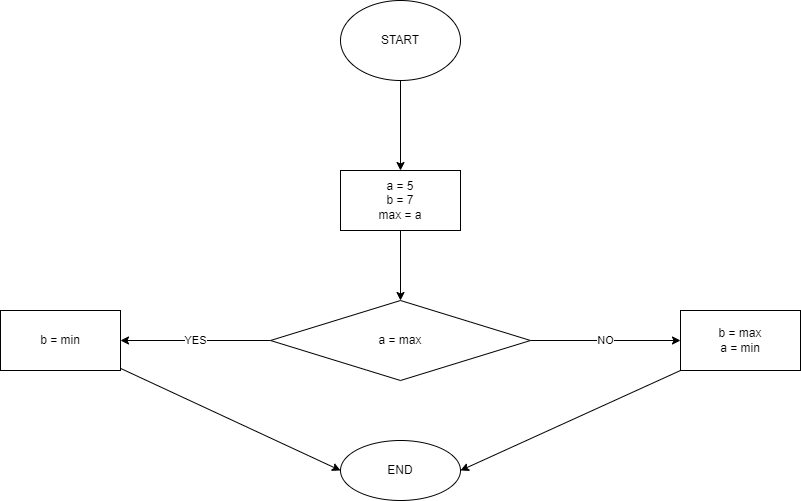 START
a = 5
b = 7
max = a
b = min
YES
a = max
NO
b = max
a = min
END